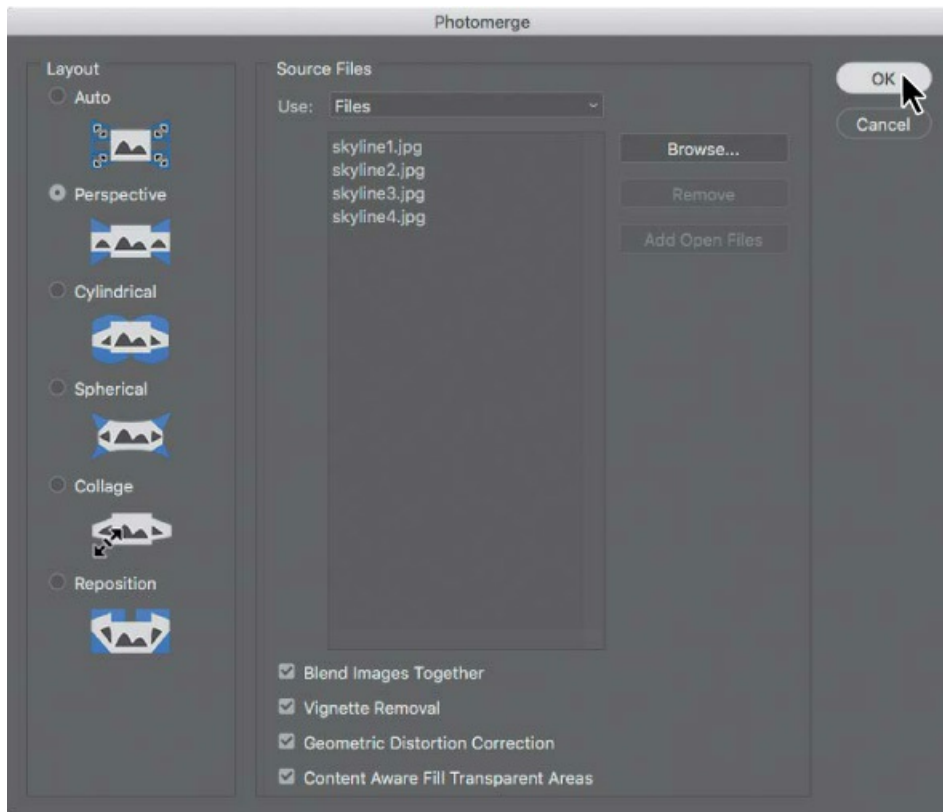 Photomerge
Layout
Auto
Perspective
Cylindrical
Spherical
Collage
Reposition
Source Files
Use: Files
skyline1.jpg
skyline2.jpg
skyline3.jpg
skyline4.jpg
Browse...
Remove
Add Open Files
Blend Images Together
Vignette Removal
Geometric Distortion Correction
Content Aware Fill Transparent Areas
OK
Cancel